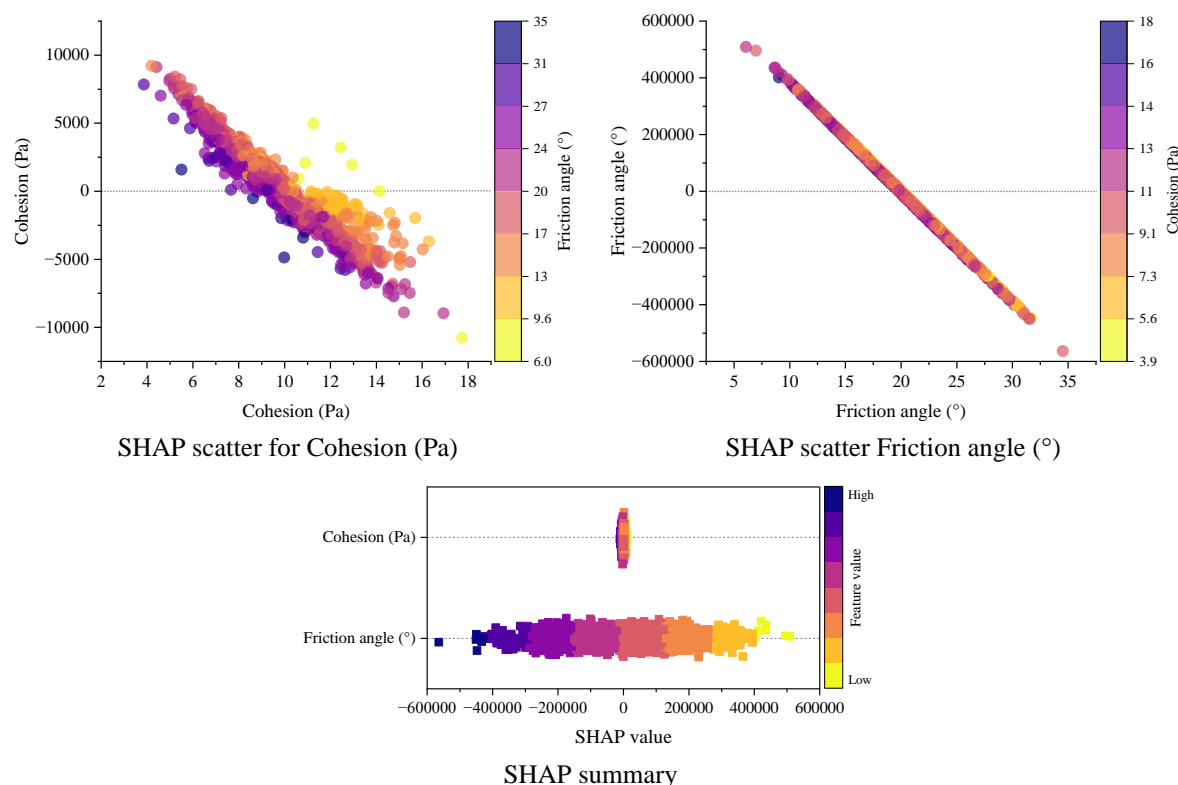 10000
5000
0
−5000
−10000
Cohesion (Pa)
2 4 6 8 10 12 14 16 18
Cohesion (Pa)
35
31
27
24
20
17
13
9.6
6.0
Friction angle (°)
SHAP scatter for Cohesion (Pa)
600000
400000
200000
0
−200000
−400000
−600000
Friction angle (°)
5 10 15 20 25 30 35
Friction angle (°)
18
16
14
13
11
9.1
7.3
5.6
3.9
Cohesion (Pa)
SHAP scatter Friction angle (°)
Cohesion (Pa)
Friction angle (°)
−600000 −400000 −200000 0 200000 400000 600000
SHAP value
High
Feature value
Low
SHAP summary